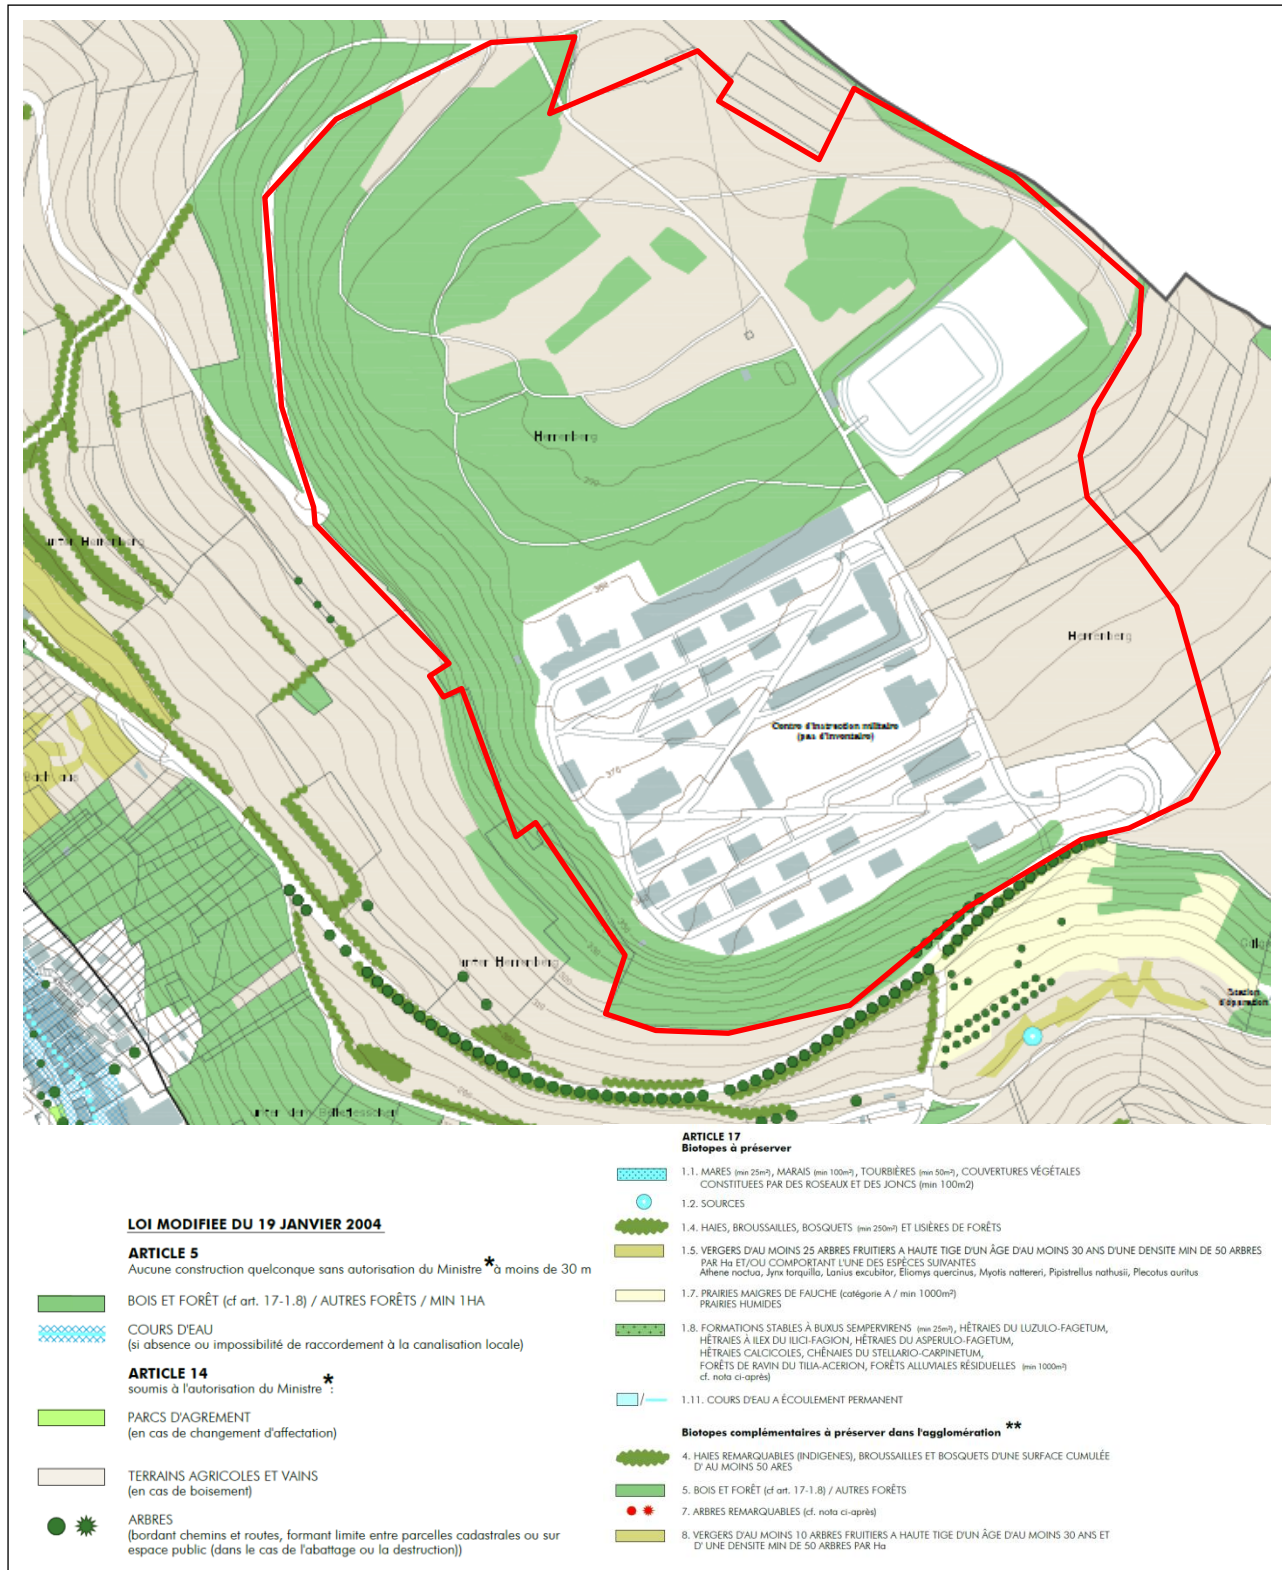 Herrenberg
unter Herrenberg
Herrenberg
350
Centre d'instruction militaire
(pas d'inventaire)
370
350
330
320
310
unter Herrenberg
Station
d'épuration
ARTICLE 17
Biotopes à préserver
1.1. MARES (min 25m²), MARAIS (min 100m²), TOURBIÈRES (min 50m²), COUVERTURES VÉGÉTALES
CONSTITUEES PAR DES ROSEAUX ET DES JONCS (min 100m2)
1.2. SOURCES
1.4. HAIES, BROUSSAILLES, BOSQUETS (min 250m²) ET LISIÈRES DE FORÊTS
1.5. VERGERS D'AU MOINS 25 ARBRES FRUITIERS A HAUTE TIGE D'UN ÂGE D'AU MOINS 30 ANS D'UNE DENSITE MIN DE 50 ARBRES
PAR Ha ET/OU COMPORTANT L'UNE DES ESPÈCES SUIVANTES
Athene noctua, Jynx torquilla, Lanius excubitor, Eliomys quercinus, Myotis nattereri, Pipistrellus nathusii, Plecotus auritus
1.7. PRAIRIES MAIGRES DE FAUCHE (catégorie A / min 1000m²)
PRAIRIES HUMIDES
1.8. FORMATIONS STABLES À BUXUS SEMPERVIRENS (min 25m²), HÊTRAIES DU LUZULO-FAGETUM,
HÊTRAIES À ILEX DU ILICI-FAGION, HÊTRAIES DU ASPERULO-FAGETUM,
HÊTRAIES CALCICOLES, CHÊNAIES DU STELLARIO-CARPINETUM,
FORÊTS DE RAVIN DU TILIA-ACERION, FORÊTS ALLUVIALES RÉSIDUELLES (min 1000m²)
cf. nota ci-après)
1.11. COURS D'EAU A ÉCOULEMENT PERMANENT
Biotopes complémentaires à préserver dans l'agglomération **
4. HAIES REMARQUABLES (INDIGENES), BROUSSAILLES ET BOSQUETS D'UNE SURFACE CUMULÉE
D' AU MOINS 50 ARES
5. BOIS ET FORÊT (cf art. 17-1.8) / AUTRES FORÊTS
7. ARBRES REMARQUABLES (cf. nota ci-après)
8. VERGERS D'AU MOINS 10 ARBRES FRUITIERS A HAUTE TIGE D'UN ÂGE D'AU MOINS 30 ANS ET
D' UNE DENSITE MIN DE 50 ARBRES PAR Ha
LOI MODIFIEE DU 19 JANVIER 2004
ARTICLE 5
Aucune construction quelconque sans autorisation du Ministre * à moins de 30 m
BOIS ET FORÊT (cf art. 17-1.8) / AUTRES FORÊTS / MIN 1HA
COURS D'EAU
(si absence ou impossibilité de raccordement à la canalisation locale)
ARTICLE 14
soumis à l'autorisation du Ministre * :
PARCS D'AGREMENT
(en cas de changement d'affectation)
TERRAINS AGRICOLES ET VAINS
(en cas de boisement)
ARBRES
(bordant chemins et routes, formant limite entre parcelles cadastrales ou sur
espace public (dans le cas de l'abattage ou la destruction))